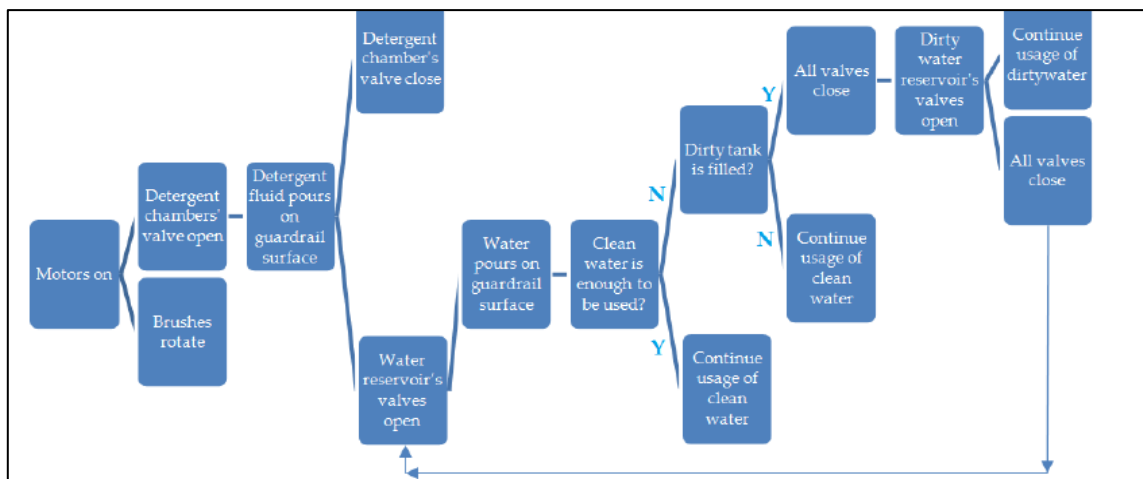 Motors on
Detergent
chambers'
valve open
Brushes
rotate
Detergent
fluid pours
on
guardrail
surface
Detergent
chamber's
valve close
Water
reservoir's
valves
open
Water
pours on
guardrail
surface
Clean
water is
enough to
be used?
N
Y
Dirty tank
is filled?
Continue
usage of
clean
water
Y
N
All valves
close
Continue
usage of
clean
water
Dirty
water
reservoir's
valves
open
Continue
usage of
dirtywater
All valves
close